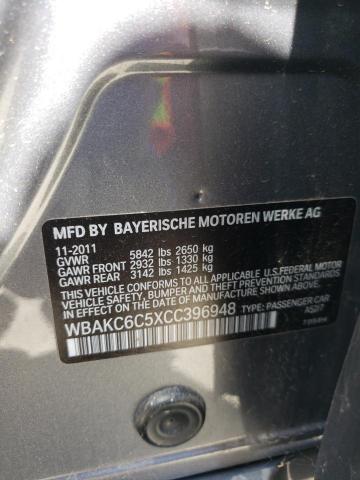 MFD BY BAYERISCHE MOTOREN WERKE AG
11-2011
GVWR 5842 lbs 2650 kg
GAWR FRONT 2932 lbs 1330 kg
GAWR REAR 3142 lbs 1425 kg
THIS VEHICLE CONFORMS TO ALL APPLICABLE U.S. FEDERAL MOTOR
VEHICLE SAFETY, BUMPER, AND THEFT PREVENTION STANDARDS
IN EFFECT ON THE DATE OF MANUFACTURE SHOWN ABOVE.
WBAKC6C5XCC396948 TYPE: PASSENGER CAR